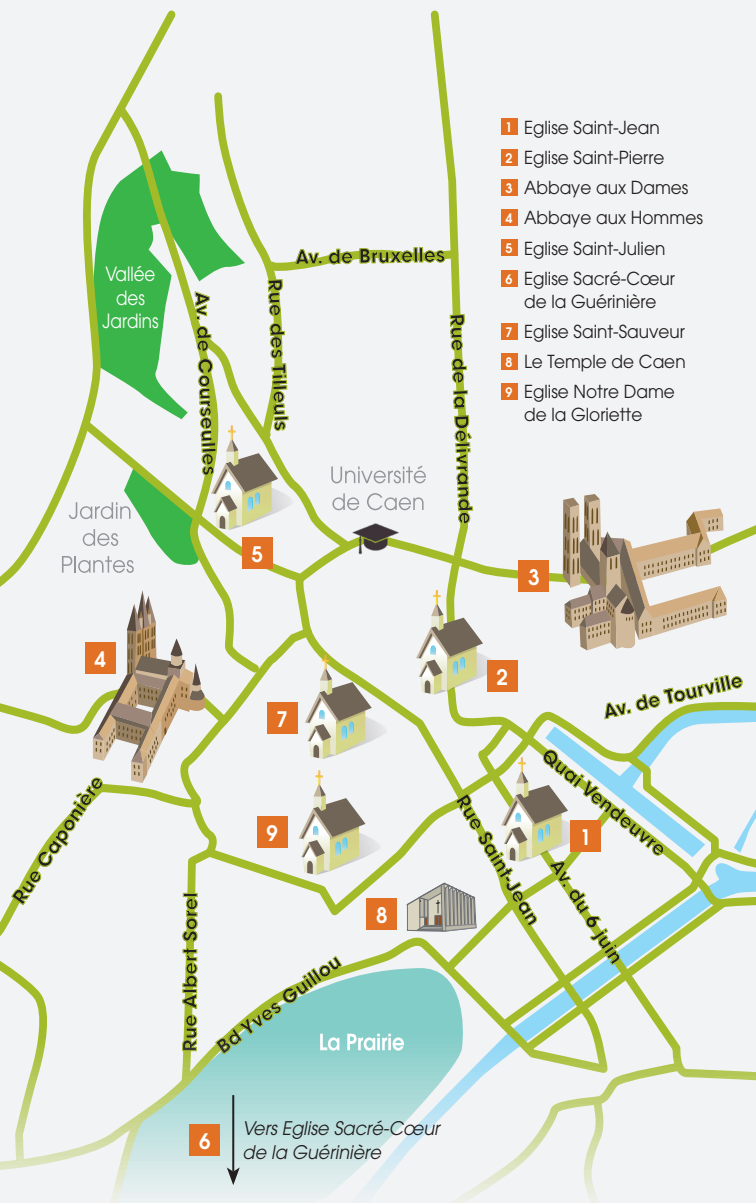 1 Eglise Saint-Jean
2 Eglise Saint-Pierre
3 Abbaye aux Dames
4 Abbaye aux Hommes
5 Eglise Saint-Julien
6 Eglise Sacré-Cœur
de la Guérinière
7 Eglise Saint-Sauveur
8 Le Temple de Caen
9 Eglise Notre Dame
de la Gloriette
Av. de Bruxelles
Vallée
des
Jardins
Av. de Courseulles
Rue des Tilleuls
Rue de la Délivrande
Université
de Caen
Jardin
des
Plantes
5
3
4
2
7
Av. de Tourville
Quai Vendeuvre
Rue Caponière
9
1
Rue Saint-Jean
Av. du 6 juin
8
Rue Albert Sorel
Bd Yves Guillou
La Prairie
6
Vers Eglise Sacré-Cœur
de la Guérinière